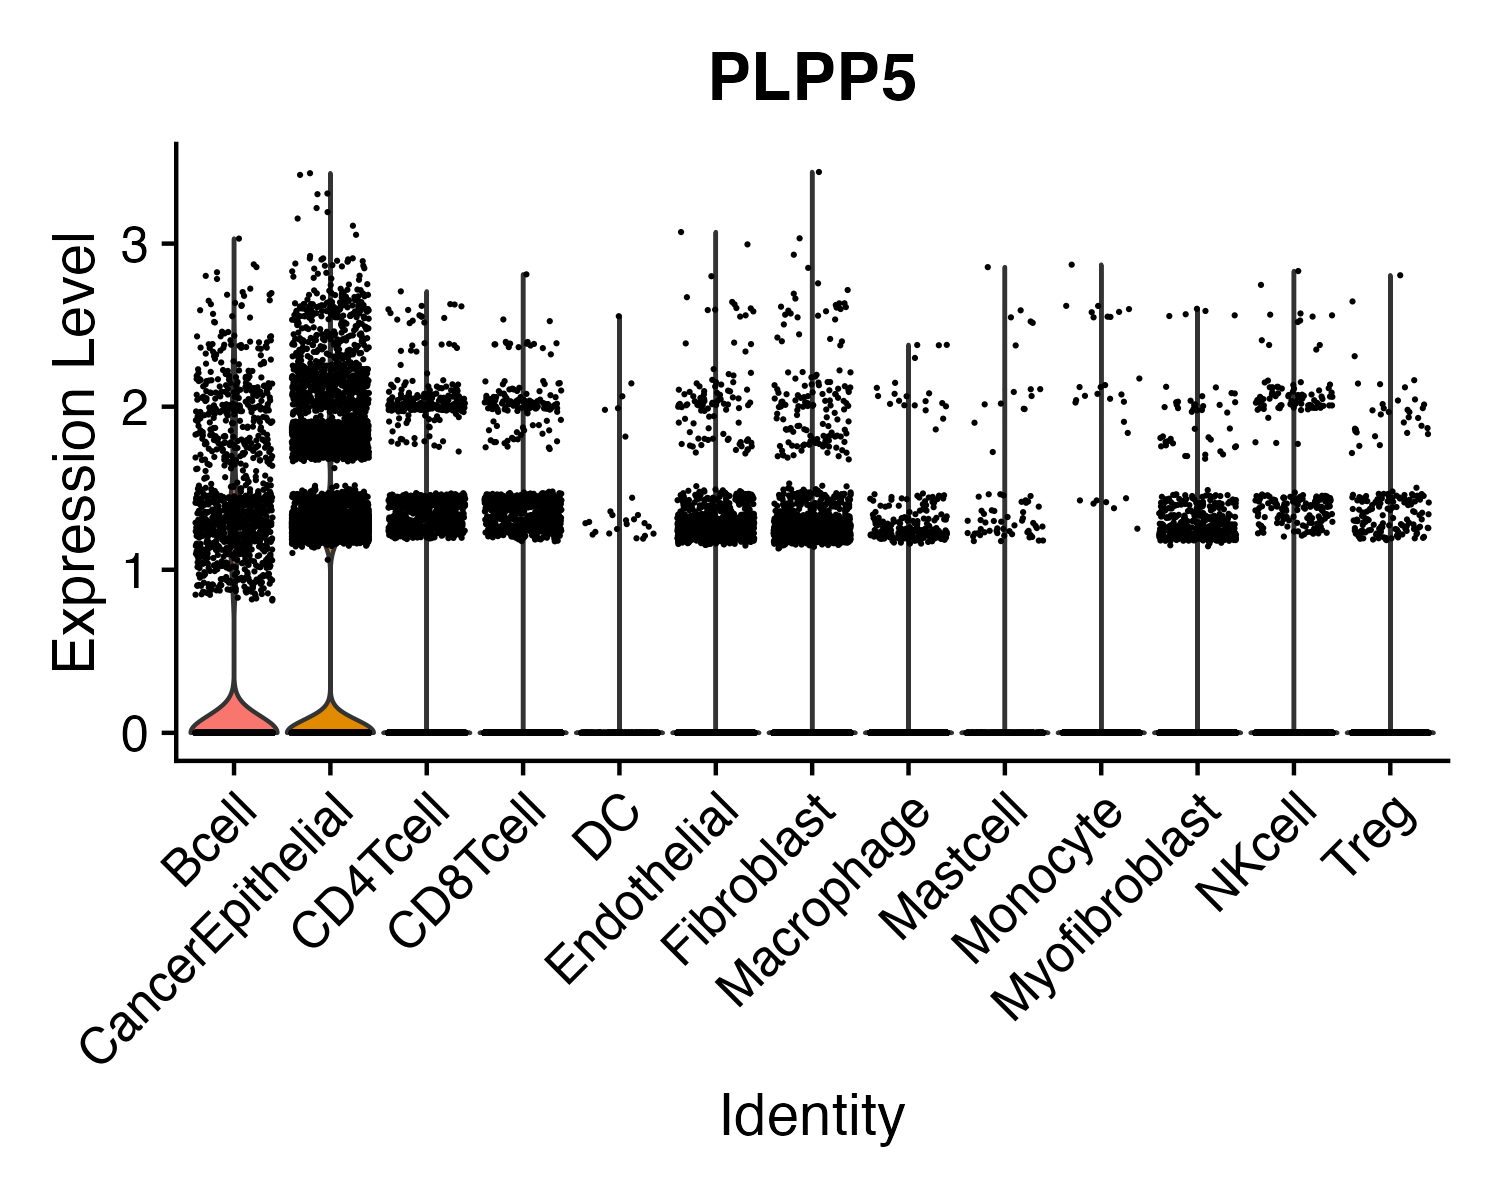 PLPP5
Expression Level
3
2
1
0
Bcell
CancerEpithelial
CD4Tcell
CD8Tcell
DC
Endothelial
Fibroblast
Macrophage
Mastcell
Monocyte
Myofibroblast
NKcell
Treg
Identity